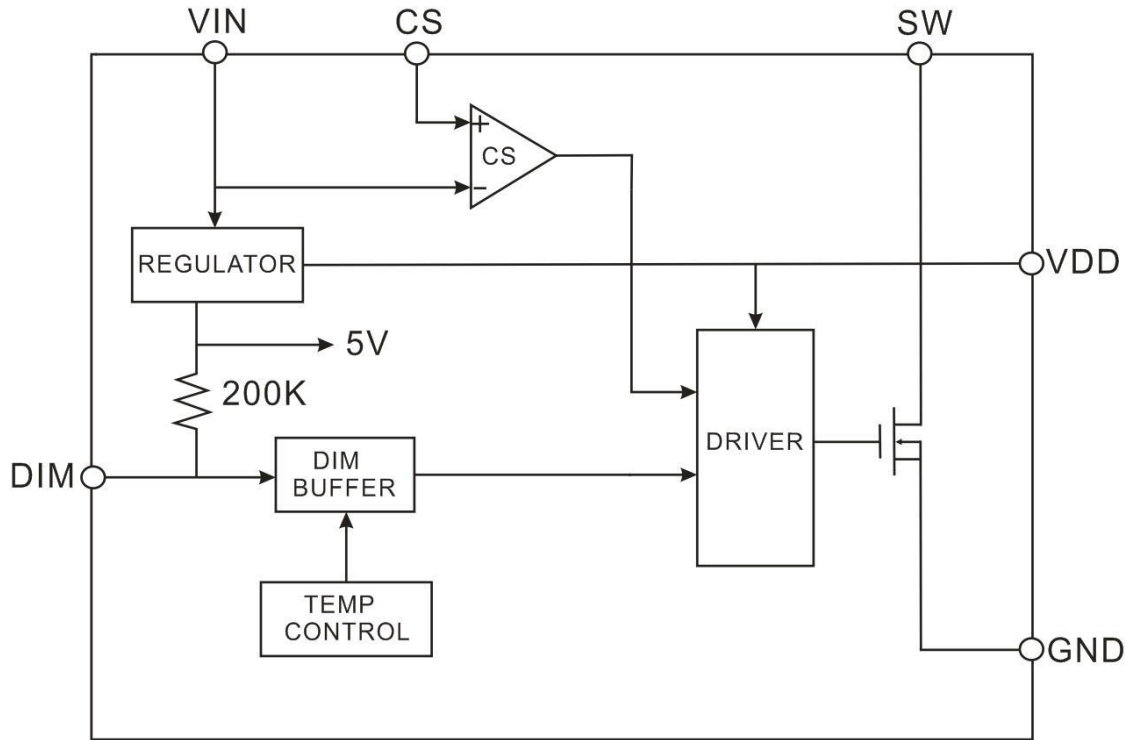 VIN
CS
SW
+
CS
-
REGULATOR
VDD
5V
200K
DRIVER
DIM
DIM
BUFFER
TEMP
CONTROL
GND